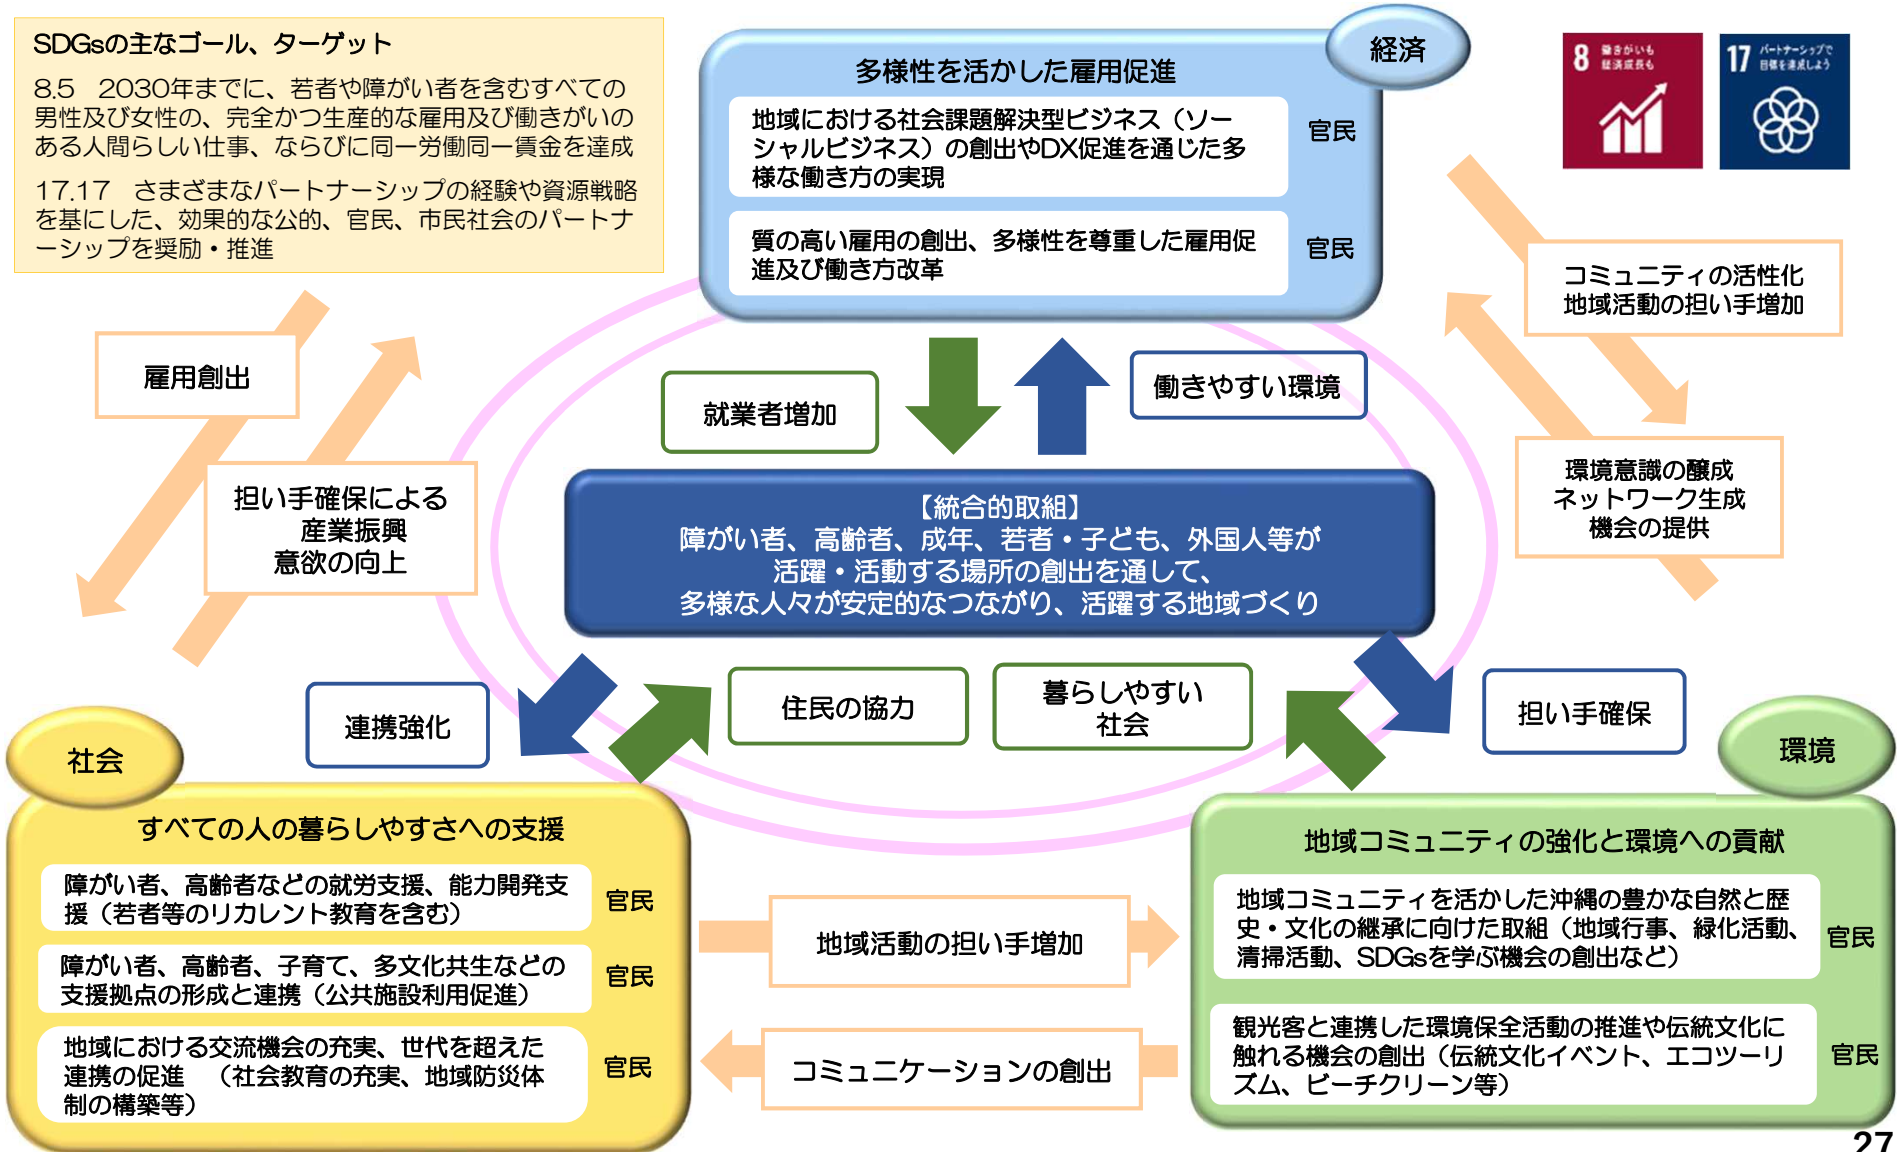 SDGsの主なゴール、ターゲット
8.5　2030年までに、若者や障がい者を含むすべての
男性及び女性の、完全かつ生産的な雇用及び働きがいの
ある人間らしい仕事、ならびに同一労働同一賃金を達成
17.17　さまざまなパートナーシップの経験や資源戦略
を基にした、効果的な公的、官民、市民社会のパートナ
ーシップを奨励・推進
経済
多様性を活かした雇用促進
地域における社会課題解決型ビジネス（ソー
シャルビジネス）の創出やDX促進を通じた多
様な働き方の実現
官民
質の高い雇用の創出、多様性を尊重した雇用促
進及び働き方改革
官民
8 働きがいも
経済成長も
17 パートナーシップで
目標を達成しよう
コミュニティの活性化
地域活動の担い手増加
環境意識の醸成
ネットワーク生成
機会の提供
雇用創出
担い手確保による
産業振興
意欲の向上
就業者増加
働きやすい環境
【統合的取組】
障がい者、高齢者、成年、若者・子ども、外国人等が
活躍・活動する場所の創出を通して、
多様な人々が安定的なつながり、活躍する地域づくり
連携強化
住民の協力
暮らしやすい
社会
担い手確保
社会
すべての人の暮らしやすさへの支援
障がい者、高齢者などの就労支援、能力開発支
援（若者等のリカレント教育を含む）
官民
障がい者、高齢者、子育て、多文化共生などの
支援拠点の形成と連携（公共施設利用促進）
官民
地域における交流機会の充実、世代を超えた
連携の促進　（社会教育の充実、地域防災体
制の構築等）
官民
地域活動の担い手増加
コミュニケーションの創出
環境
地域コミュニティの強化と環境への貢献
地域コミュニティを活かした沖縄の豊かな自然と歴
史・文化の継承に向けた取組（地域行事、緑化活動、
清掃活動、SDGsを学ぶ機会の創出など）
官民
観光客と連携した環境保全活動の推進や伝統文化に
触れる機会の創出（伝統文化イベント、エコツーリ
ズム、ビーチクリーン等）
官民
27